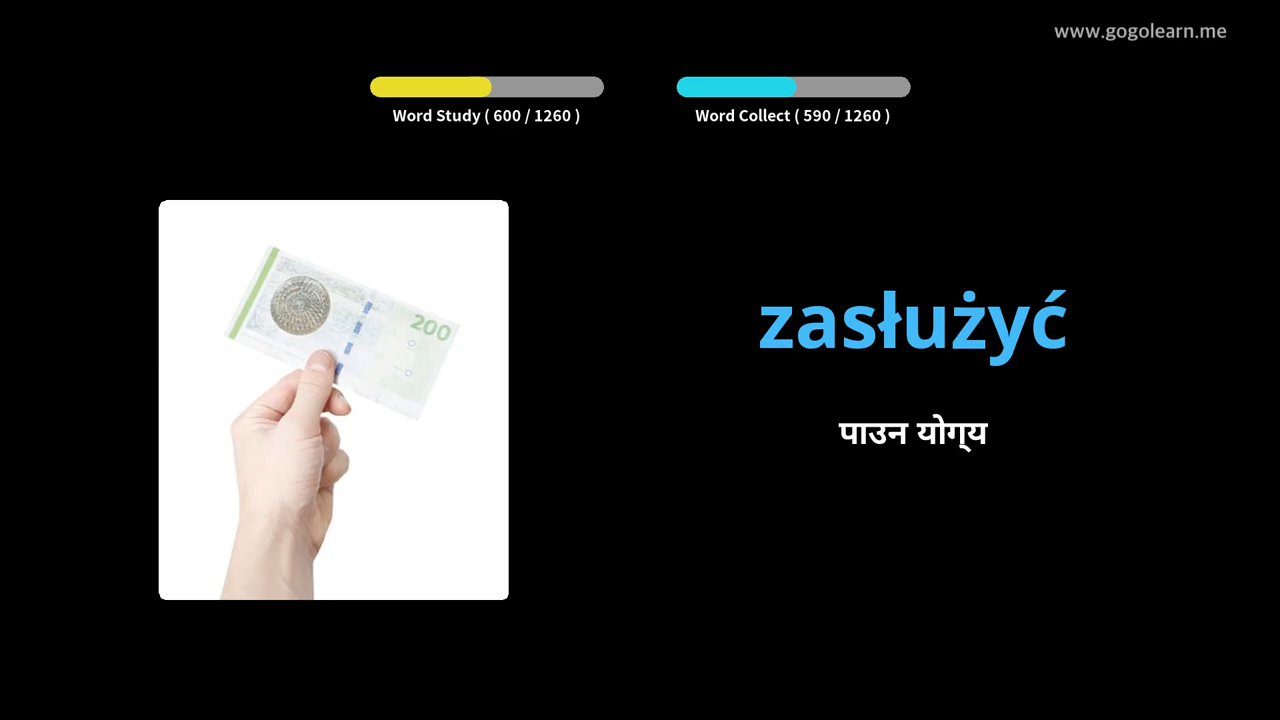 www.gogolearn.me
Word Study ( 600 / 1260 )
Word Collect ( 590 / 1260 )
200
zasłużyć
पाउन योग्य